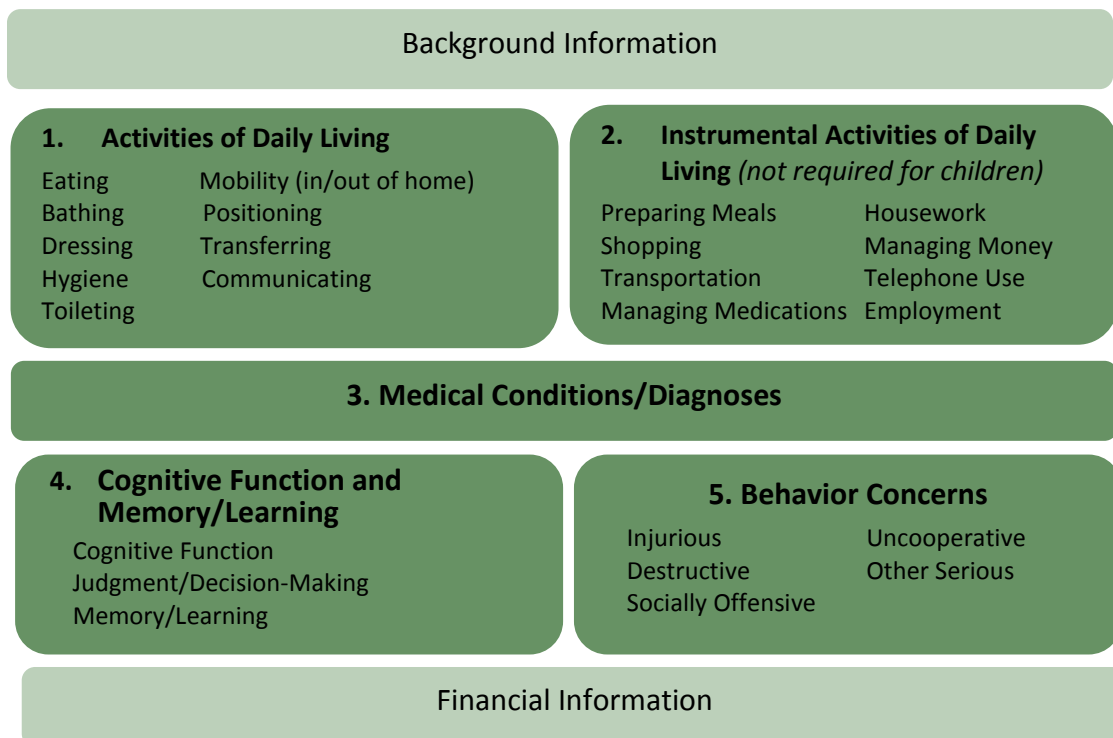 Background Information
1. Activities of Daily Living
Eating Mobility (in/out of home)
Bathing Positioning
Dressing Transferring
Hygiene Communicating
Toileting
2. Instrumental Activities of Daily
Living (not required for children)
Preparing Meals Housework
Shopping Managing Money
Transportation Telephone Use
Managing Medications Employment
3. Medical Conditions/Diagnoses
4. Cognitive Function and
Memory/Learning
Cognitive Function
Judgment/Decision-Making
Memory/Learning
5. Behavior Concerns
Injurious Uncooperative
Destructive Other Serious
Socially Offensive
Financial Information